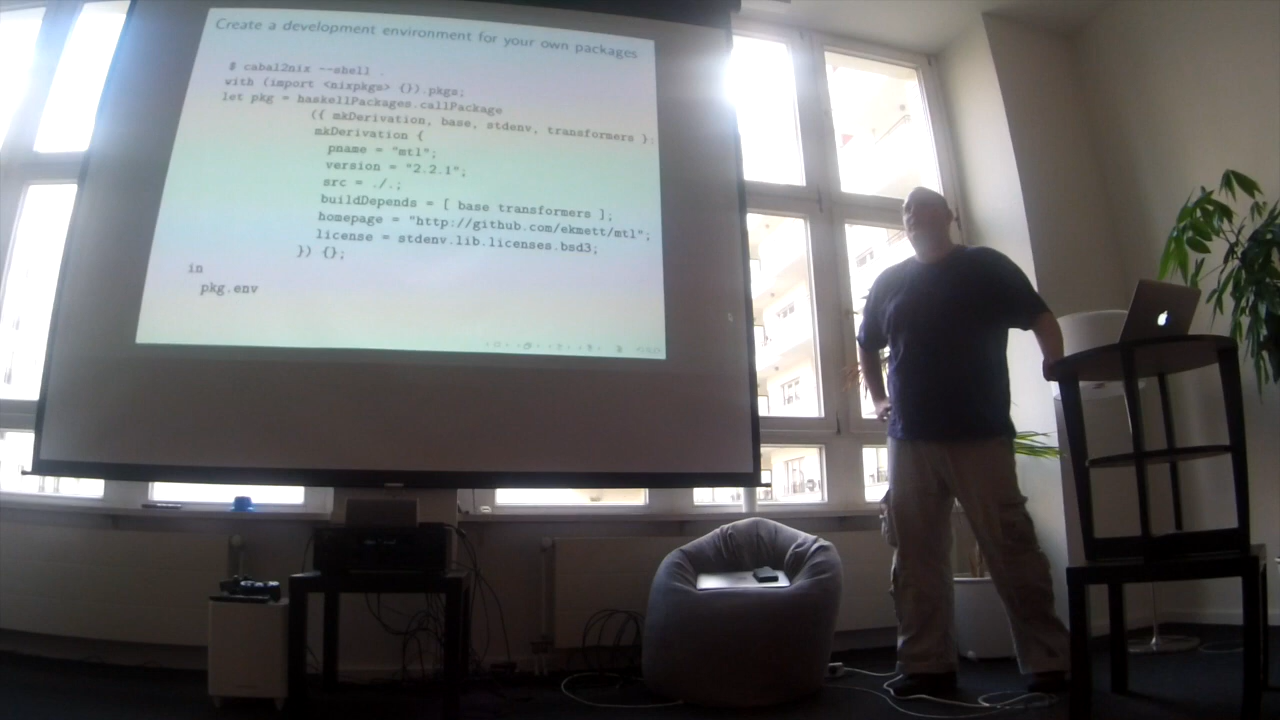 Create a development environment for your own packages
$ cabal2nix --shell .
with (import <nixpkgs> {}).pkgs;
let pkg = haskellPackages.callPackage
({ mkDerivation, base, stdenv, transformers }:
mkDerivation {
pname = "mtl";
version = "2.2.1";
src = ./.;
buildDepends = [ base transformers ];
homepage = "http://github.com/ekmett/mtl";
license = stdenv.lib.licenses.bsd3;
}) {};
in
pkg.env